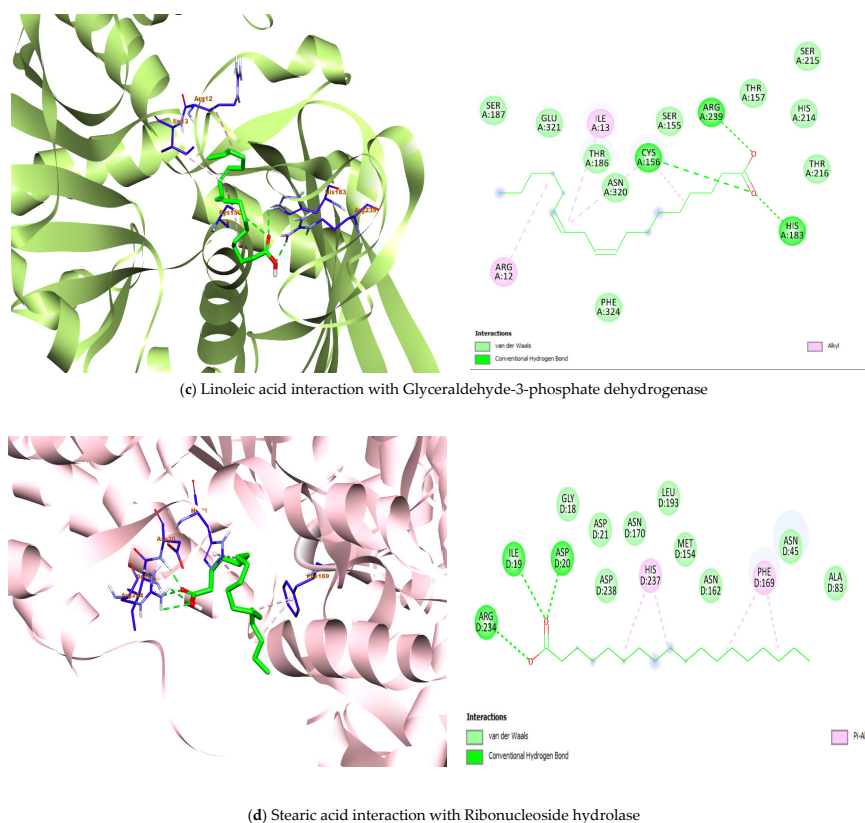 Arg12
Cys156
His183
Arg239
SER A:187
GLU A:321
ILE A:13
THR A:186
ASN A:320
SER A:155
CYS A:156
ARG A:239
THR A:157
SER A:215
HIS A:214
THR A:216
HIS A:183
ARG A:12
PHE A:324
Interactions
van der Waals
Conventional Hydrogen Bond
Alkyl
(c) Linoleic acid interaction with Glyceraldehyde-3-phosphate dehydrogenase
GLY D:18
ILE D:19
ASP D:20
ASP D:21
ASP D:238
ASN D:170
LEU D:193
MET D:154
HIS D:237
ASN D:162
PHE D:169
ASN D:45
ALA D:83
ARG D:234
Interactions
van der Waals
Conventional Hydrogen Bond
(d) Stearic acid interaction with Ribonucleoside hydrolase